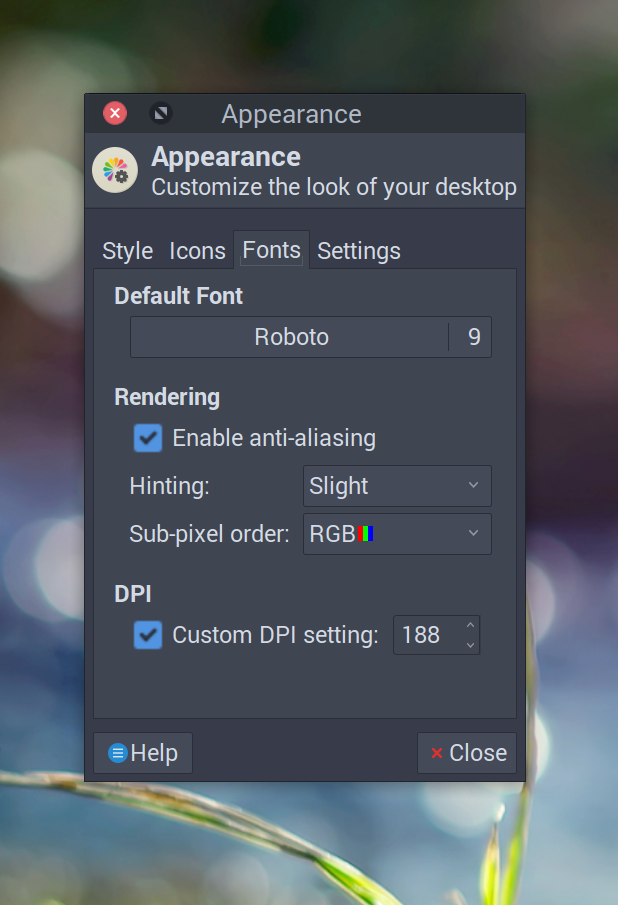 Appearance
Appearance
Customize the look of your desktop
Style Icons Fonts Settings
Default Font
Roboto 9
Rendering
Enable anti-aliasing
Hinting: Slight
Sub-pixel order: RGB
DPI
Custom DPI setting: 188
Help Close